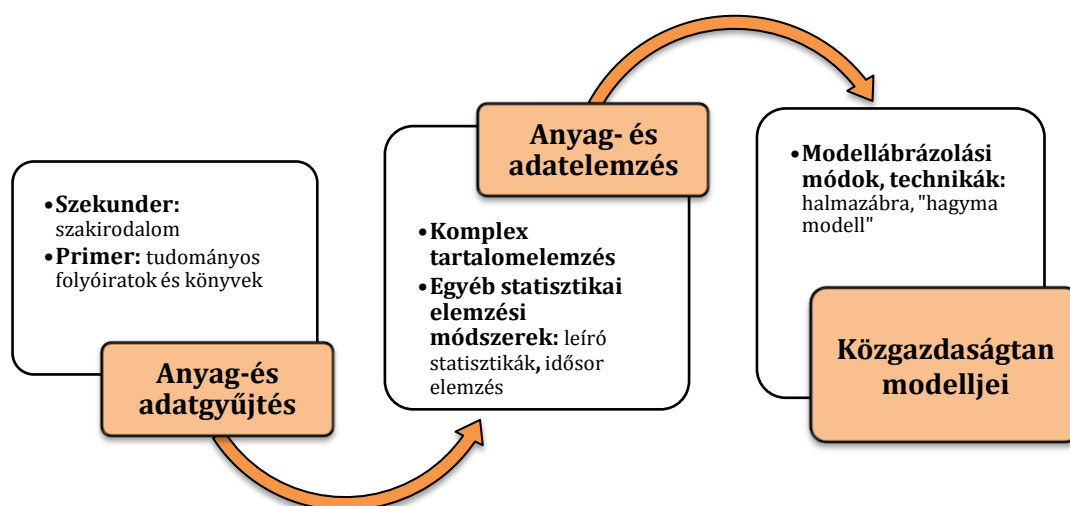 •Szekunder:
szakirodalom
•Primer: tudományos
folyóiratok és könyvek
Anyag-és
adatgyűjtés
Anyag- és
adatelemzés
•Komplex
tartalomelemzés
•Egyéb statisztikai
elemzési
módszerek: leíró
statisztikák, idősor
elemzés
•Modellábrázolási
módok, technikák:
halmazábra, "hagyma
modell"
Közgazdaságtan
modelljei